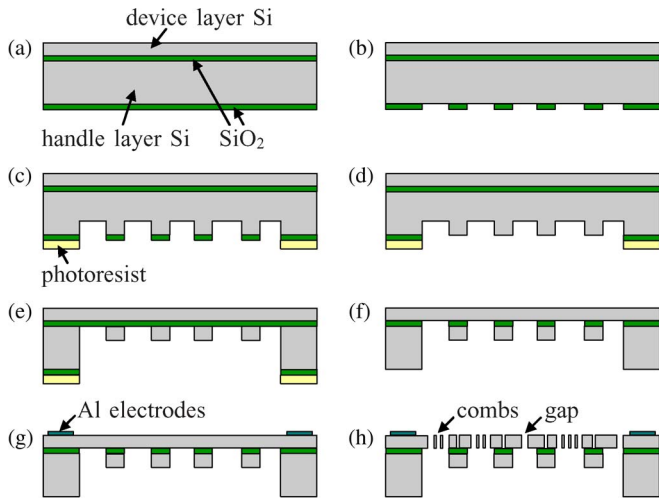 device layer Si
(a)
(b)
handle layer Si
SiO2
(c)
(d)
photoresist
(e)
(f)
Al electrodes
combs
gap
(g)
(h)